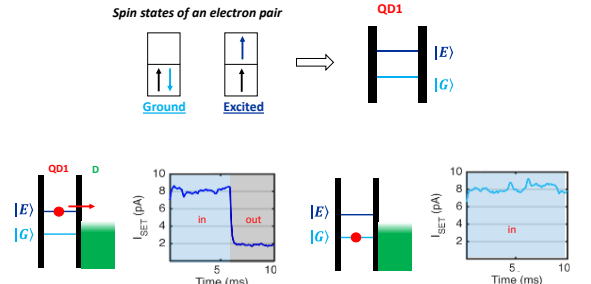 Spin states of an electron pair
QD1
|E⟩
|G⟩
Ground
Excited
QD1
D
|E⟩
|G⟩
I_SET (pA)
10
8
6
4
2
in
out
5
10
Time (ms)
|E⟩
|G⟩
I_SET (pA)
10
8
6
4
2
in
5
10
Time (ms)